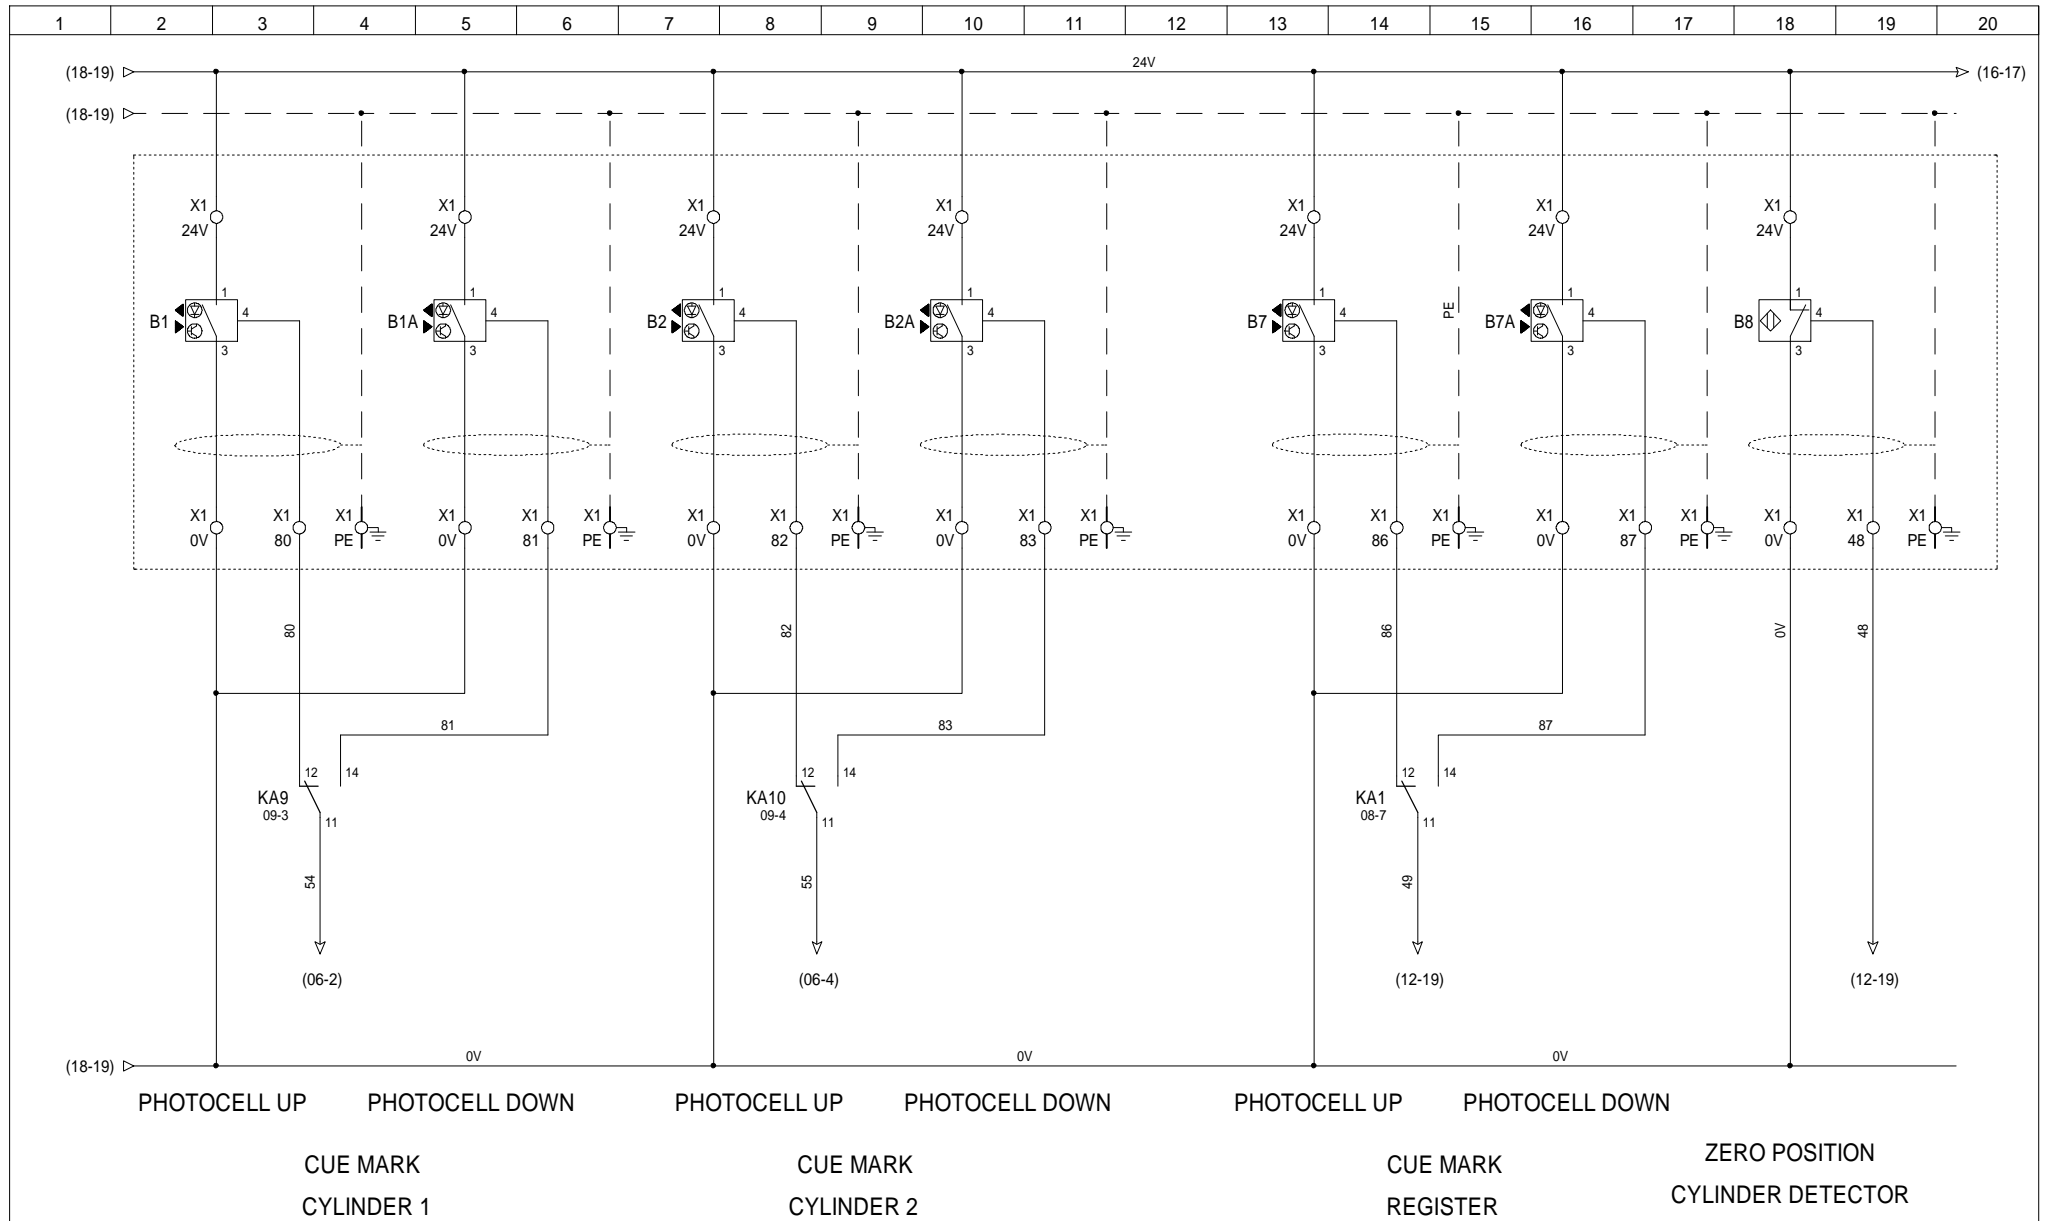 1 2 3 4 5 6 7 8 9 10 11 12 13 14 15 16 17 18 19 20
(18-19) 24V (16-17)
(18-19)
X1 X1 X1 X1 X1 X1 X1
24V 24V 24V 24V 24V 24V 24V
1 1 1 1 1 1 1
B1 4 B1A 4 B2 4 B2A 4 B7 4 PE B7A 4 B8 4
3 3 3 3 3 3 3
X1 X1 X1 X1 X1 X1 X1 X1 X1 X1 X1 X1 X1 X1 X1 X1 X1 X1 X1 X1 X1
0V 80 PE 0V 81 PE 0V 82 PE 0V 83 PE 0V 86 PE 0V 87 PE 0V 48 PE
80 82 86 0V 48
81 83 87
12 14 12 14 12 14
KA9 KA10 KA1
09-3 11 09-4 11 08-7 11
54 55 49
(06-2) (06-4) (12-19) (12-19)
(18-19) 0V 0V 0V
PHOTOCELL UP PHOTOCELL DOWN PHOTOCELL UP PHOTOCELL DOWN PHOTOCELL UP PHOTOCELL DOWN
CUE MARK CUE MARK CUE MARK ZERO POSITION
CYLINDER 1 CYLINDER 2 REGISTER CYLINDER DETECTOR